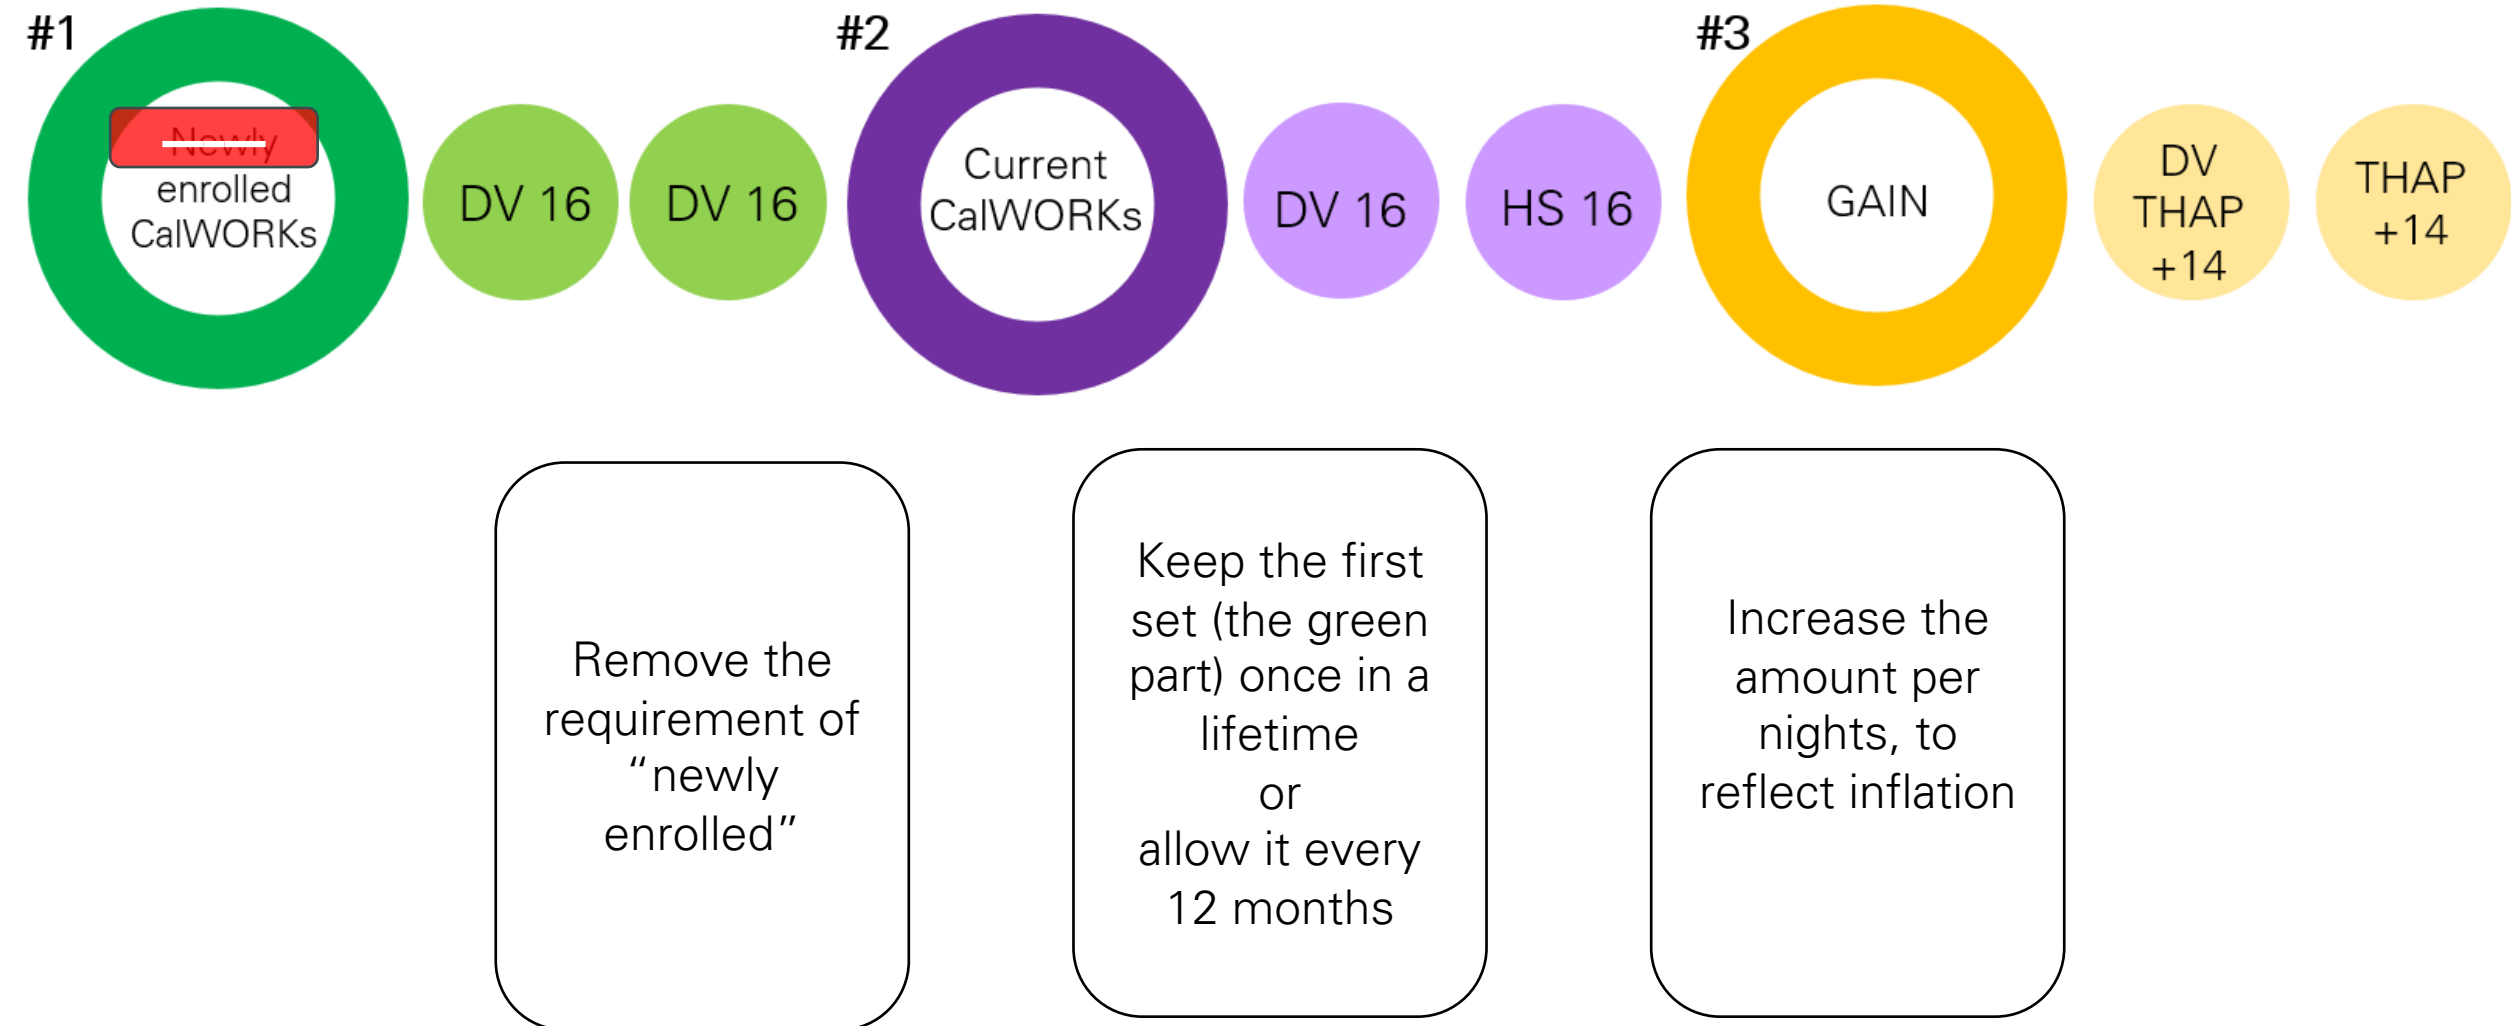 #1
Newly
enrolled
CalWORKs
DV 16
DV 16
#2
Current
CalWORKs
DV 16
HS 16
#3
GAIN
DV
THAP
+14
THAP
+14
Remove the
requirement of
“newly
enrolled”
Keep the first
set (the green
part) once in a
lifetime
or
allow it every
12 months
Increase the
amount per
nights, to
reflect inflation